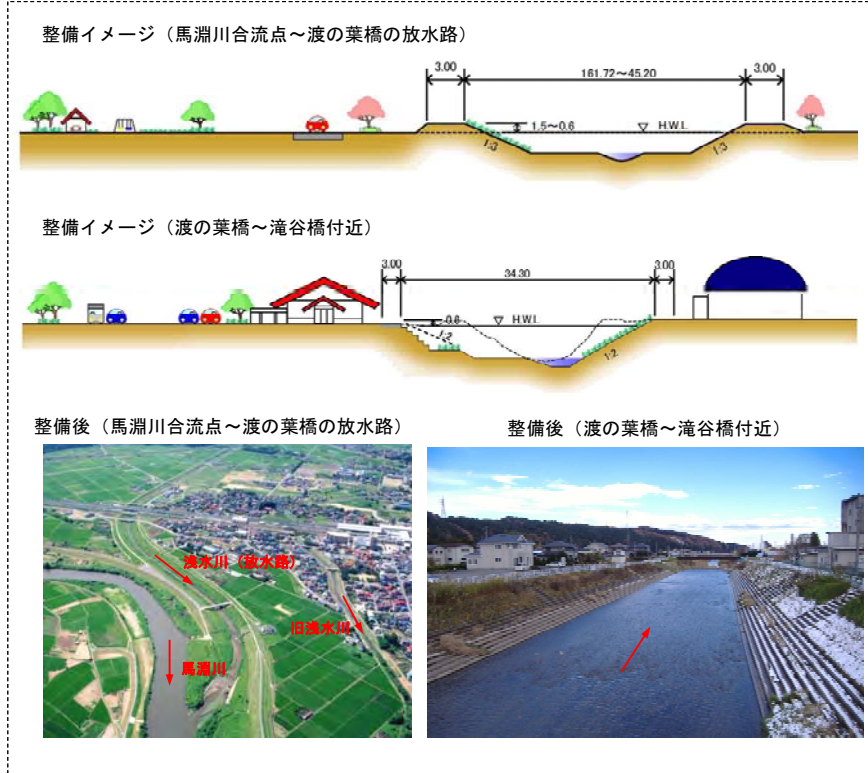 整備イメージ（馬淵川合流点～渡の葉橋の放水路）
3.00
161.72～45.20
3.00
1.5～0.6
H.W.L
1:3
1:3
整備イメージ（渡の葉橋～滝谷橋付近）
3.00
34.30
3.00
0.6
H.W.L
1:2
1:2
整備後（馬淵川合流点～渡の葉橋の放水路）
整備後（渡の葉橋～滝谷橋付近）
浅水川（放水路）
旧浅水川
馬淵川